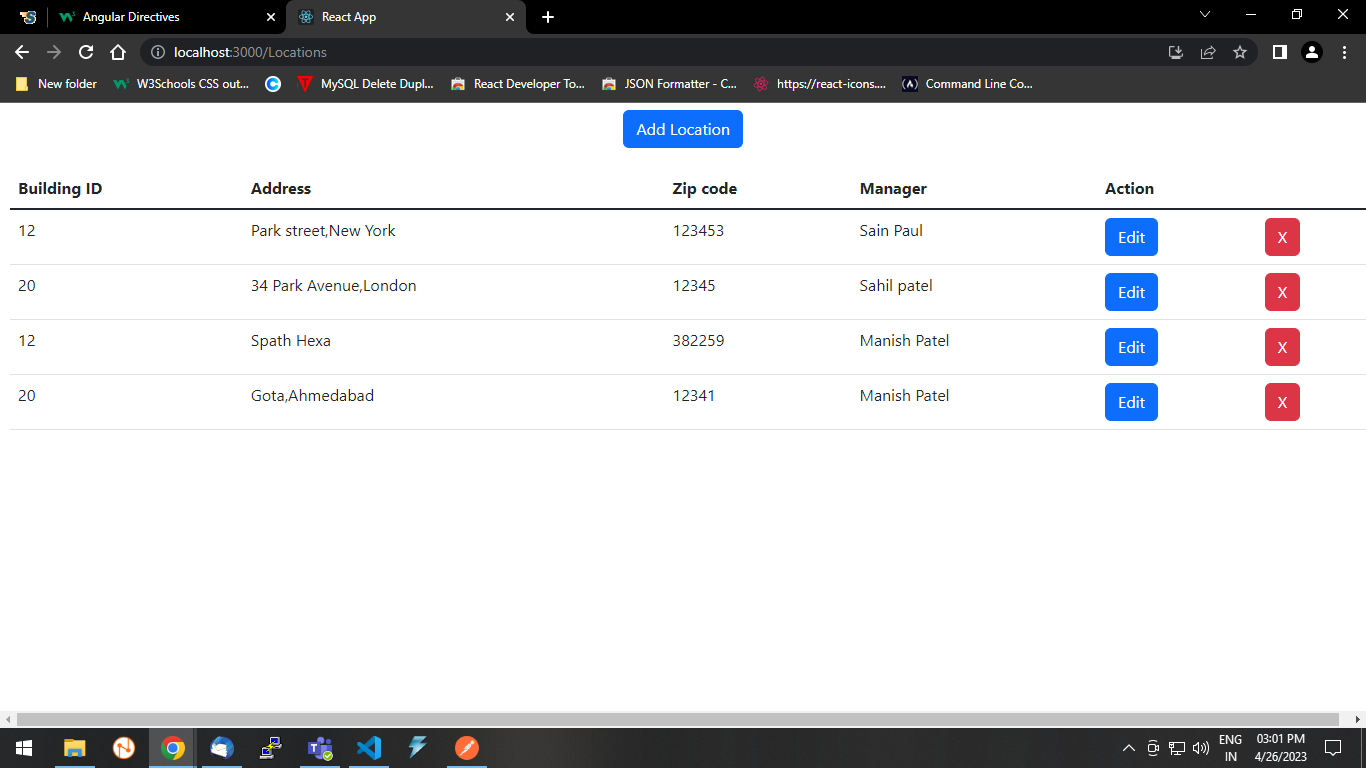 Angular Directives
React App
localhost:3000/Locations
New folder
W3Schools CSS out...
MySQL Delete Dupl...
React Developer To...
JSON Formatter - C...
https://react-icons....
Command Line Co...
Add Location
Building ID Address Zip code Manager Action
12 Park street,New York 123453 Sain Paul Edit X
20 34 Park Avenue,London 12345 Sahil patel Edit X
12 Spath Hexa 382259 Manish Patel Edit X
20 Gota,Ahmedabad 12341 Manish Patel Edit X
ENG 03:01 PM
IN 4/26/2023